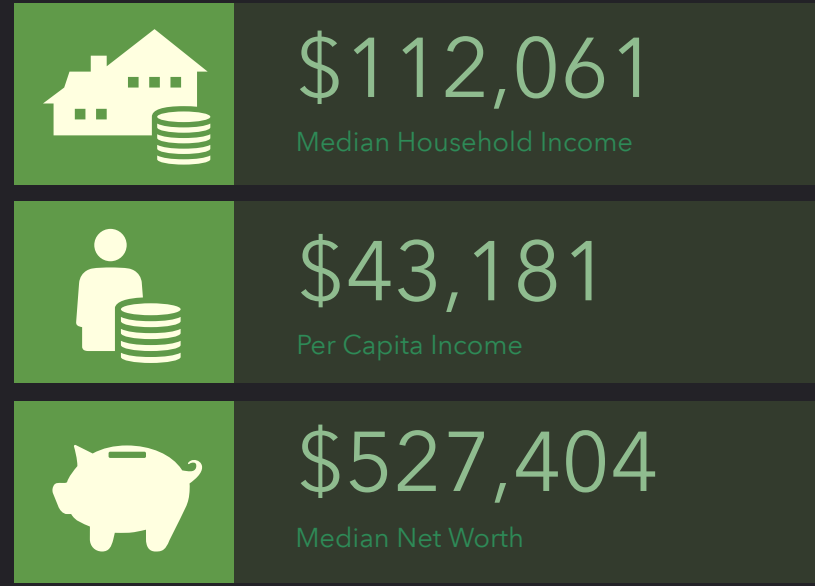 $112,061
Median Household Income
$43,181
Per Capita Income
$527,404
Median Net Worth